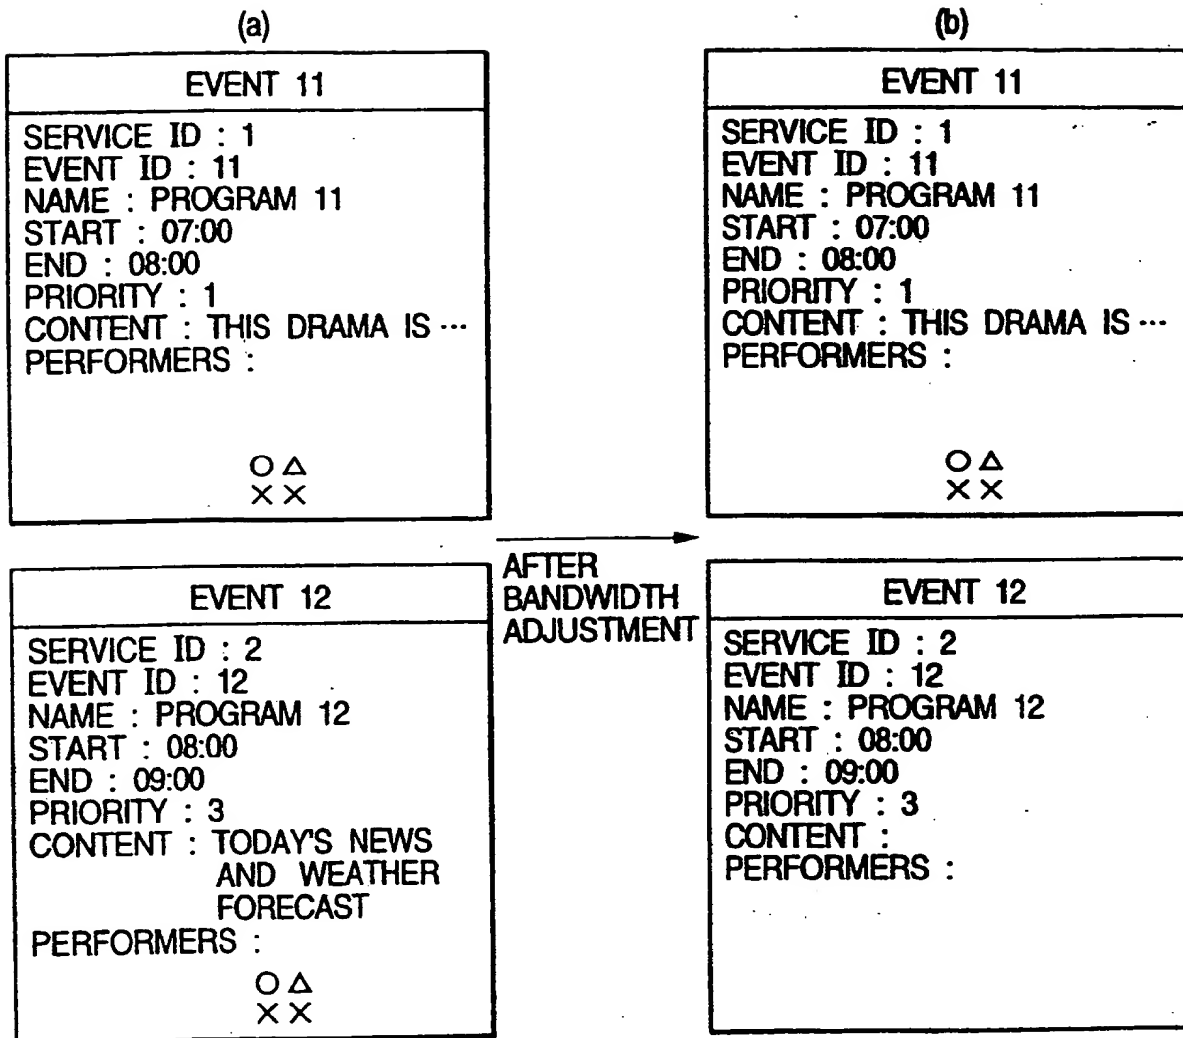 (a)
EVENT 11
SERVICE ID : 1
EVENT ID : 11
NAME : PROGRAM 11
START : 07:00
END : 08:00
PRIORITY : 1
CONTENT : THIS DRAMA IS ...
PERFORMERS :
○△
××
EVENT 12
SERVICE ID : 2
EVENT ID : 12
NAME : PROGRAM 12
START : 08:00
END : 09:00
PRIORITY : 3
CONTENT : TODAY'S NEWS
AND WEATHER
FORECAST
PERFORMERS :
○△
××
AFTER
BANDWIDTH
ADJUSTMENT
(b)
EVENT 11
SERVICE ID : 1
EVENT ID : 11
NAME : PROGRAM 11
START : 07:00
END : 08:00
PRIORITY : 1
CONTENT : THIS DRAMA IS ...
PERFORMERS :
○△
××
EVENT 12
SERVICE ID : 2
EVENT ID : 12
NAME : PROGRAM 12
START : 08:00
END : 09:00
PRIORITY : 3
CONTENT :
PERFORMERS :